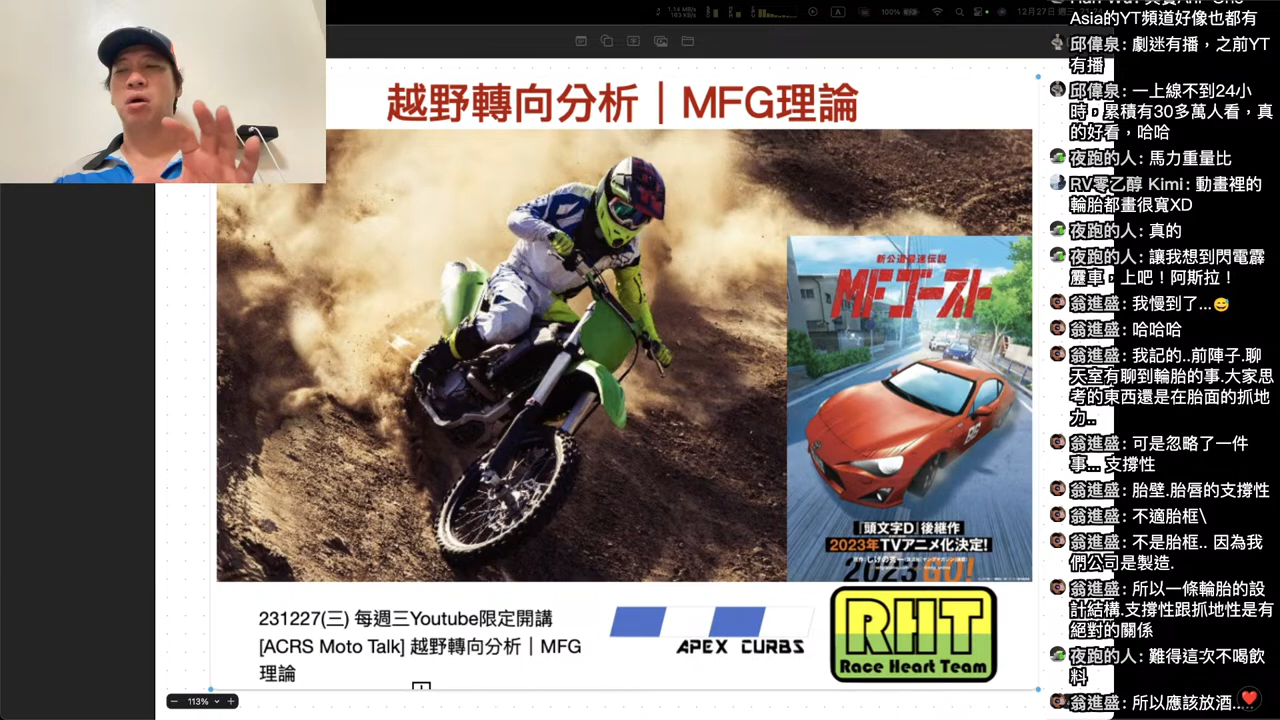 1.14 MB/s
163 KB/s
A
100%
12月27日 週三
越野轉向分析｜MFG理論
新公道最速伝説
MFゴースト
「頭文字D」後継作
2023年TVアニメ化決定!
231227(三) 每週三Youtube限定開講
[ACRS Moto Talk] 越野轉向分析｜MFG
理論
APEX CURBS
RHT
Race Heart Team
113%
Asia的YT頻道好像也都有
邱偉泉: 劇迷有播，之前YT
有播
邱偉泉: 一上線不到24小
時，累積有30多萬人看，真
的好看，哈哈
夜跑的人: 馬力重量比
RV零乙醇 Kimi: 動畫裡的
輪胎都畫很寬XD
夜跑的人: 真的
夜跑的人: 讓我想到閃電霹
靂車，上吧！阿斯拉！
翁進盛: 我慢到了...😅
翁進盛: 哈哈哈
翁進盛: 我記的..前陣子.聊
天室有聊到輪胎的事.大家思
考的東西還是在胎面的抓地
力..
翁進盛: 可是忽略了一件
事... 支撐性
翁進盛: 胎壁.胎唇的支撐性
翁進盛: 不適胎框\
翁進盛: 不是胎框.. 因為我
們公司是製造.
翁進盛: 所以一條輪胎的設
計結構.支撐性跟抓地性是有
絕對的關係
夜跑的人: 難得這次不喝飲
料
翁進盛: 所以應該放酒....